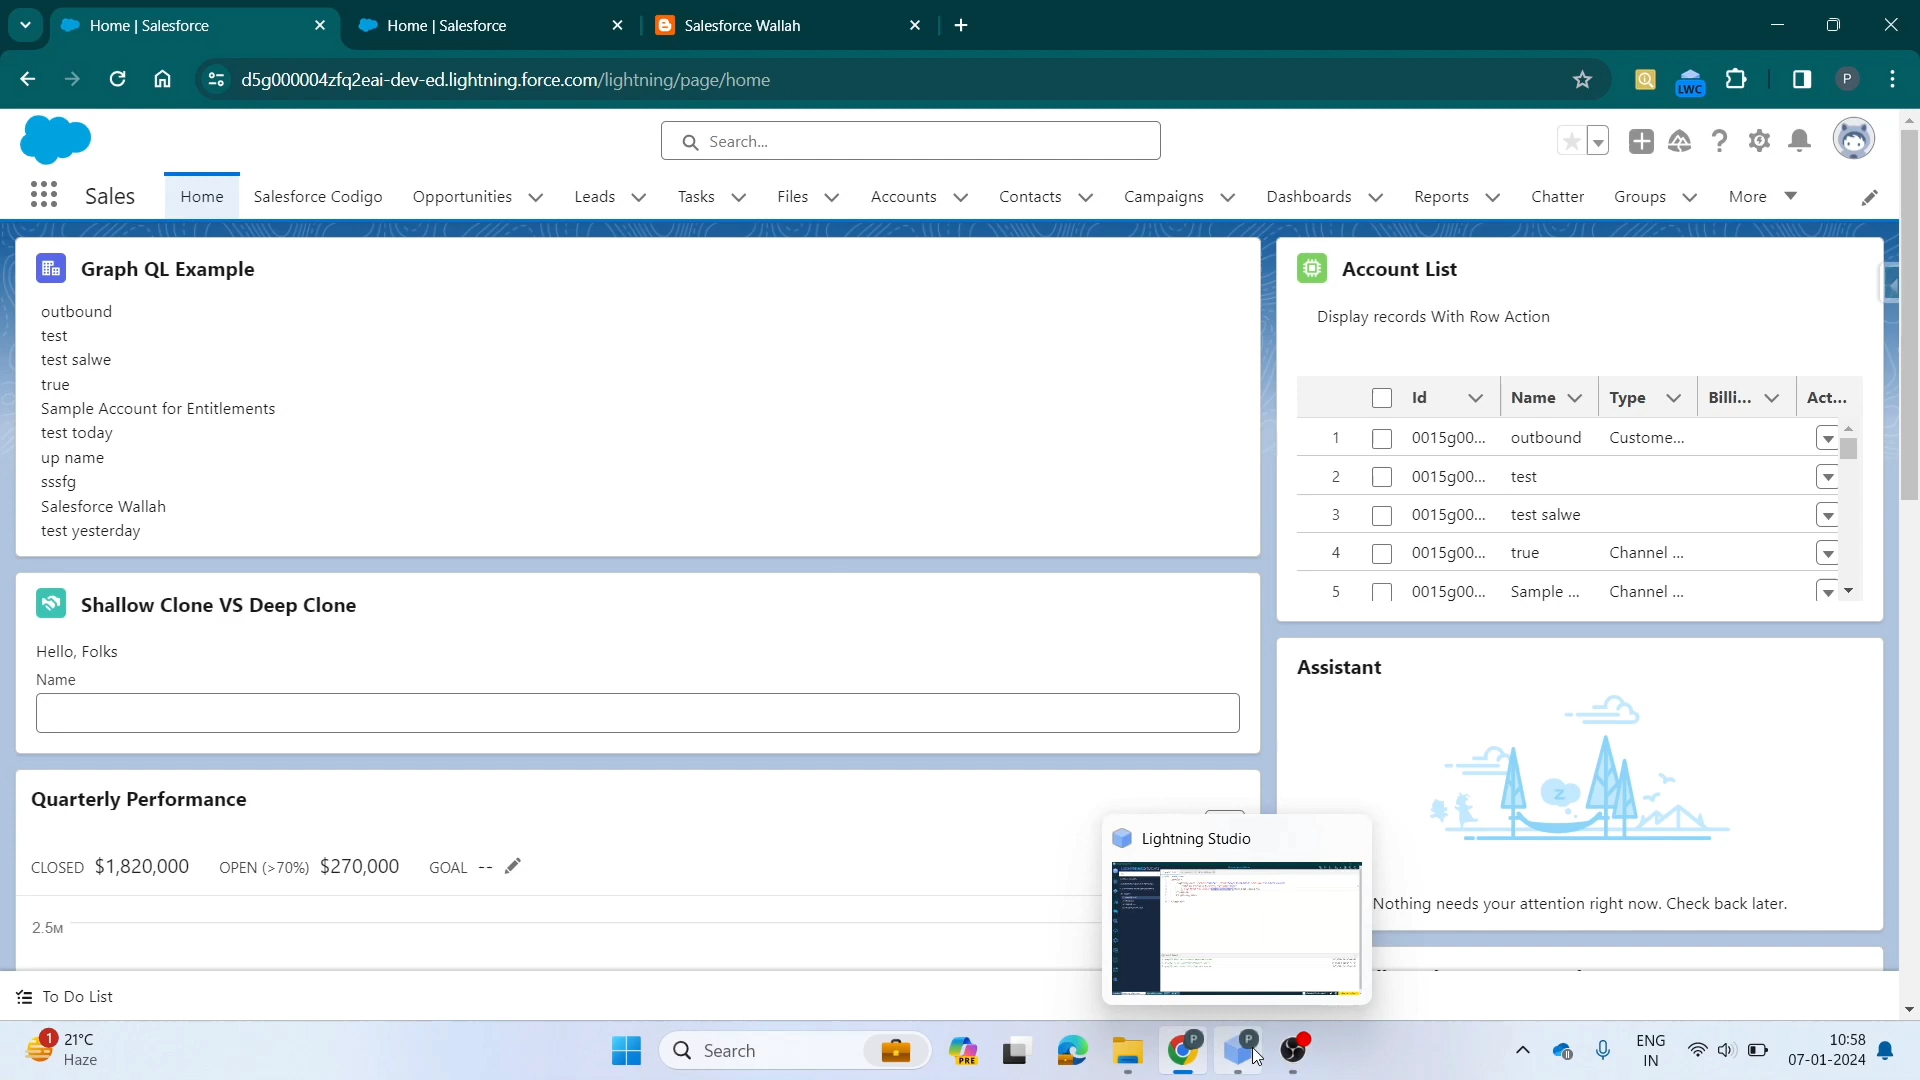 Home | Salesforce
Home | Salesforce
Salesforce Wallah
d5g000004zfq2eai-dev-ed.lightning.force.com/lightning/page/home
LWC
P
Search...
Sales
Home
Salesforce Codigo
Opportunities
Leads
Tasks
Files
Accounts
Contacts
Campaigns
Dashboards
Reports
Chatter
Groups
More
Graph QL Example
outbound
test
test salwe
true
Sample Account for Entitlements
test today
up name
sssfg
Salesforce Wallah
test yesterday
Account List
Display records With Row Action
Id Name Type Billi... Act...
1 0015g00... outbound Custome...
2 0015g00... test
3 0015g00... test salwe
4 0015g00... true Channel ...
5 0015g00... Sample ... Channel ...
Shallow Clone VS Deep Clone
Hello, Folks
Name
Assistant
Nothing needs your attention right now. Check back later.
Quarterly Performance
CLOSED $1,820,000 OPEN (>70%) $270,000 GOAL --
2.5M
Lightning Studio
To Do List
1
21°C
Haze
Search
PRE
P
P
ENG
IN
10:58
07-01-2024